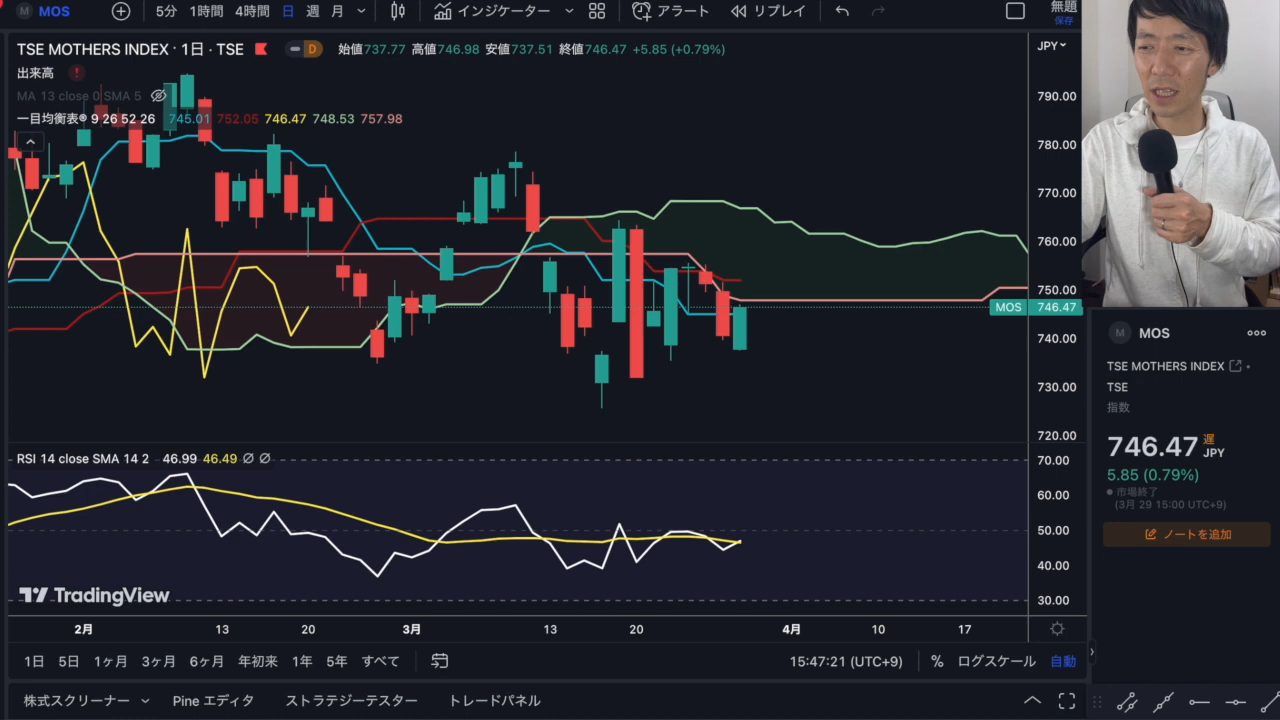 M MOS 5分 1時間 4時間 日 週 月 インジケーター アラート リプレイ 無題
保存
TSE MOTHERS INDEX · 1日 · TSE D 始値737.77 高値746.98 安値737.51 終値746.47 +5.85 (+0.79%)
JPY
出来高 !
MA 13 close 0 SMA 5
一目均衡表 9 26 52 26 745.01 752.05 746.47 748.53 757.98
790.00
780.00
770.00
760.00
750.00
MOS 746.47
740.00
730.00
720.00
RSI 14 close SMA 14 2 46.99 46.49 ∅ ∅
70.00
60.00
50.00
40.00
30.00
TradingView
2月 13 20 3月 13 20 4月 10 17
1日 5日 1ヶ月 3ヶ月 6ヶ月 年初来 1年 5年 すべて 15:47:21 (UTC+9) % ログスケール 自動
株式スクリーナー Pine エディタ ストラテジーテスター トレードパネル
M MOS
TSE MOTHERS INDEX
TSE
指数
746.47 遅 JPY
5.85 (0.79%)
市場終了
(3月 29 15:00 UTC+9)
ノートを追加